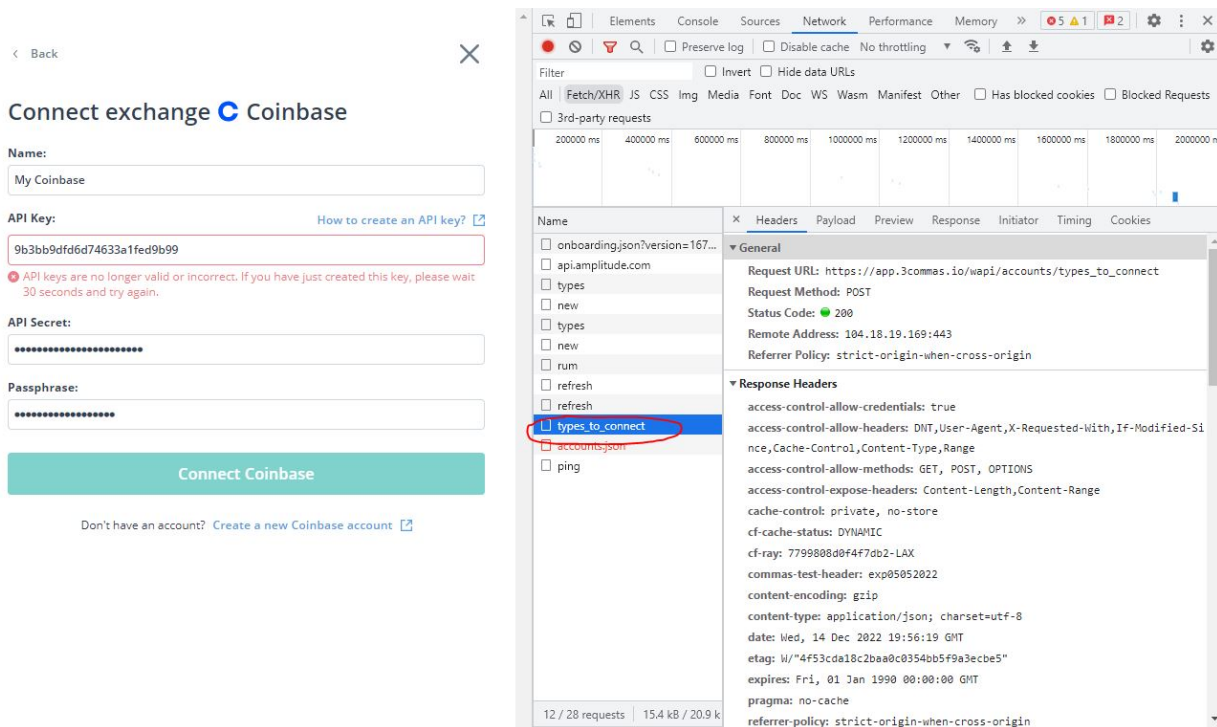 Back
Connect exchange Coinbase
Name:
My Coinbase
API Key: How to create an API key?
9b3bb9dfd6d74633a1fed9b99
API keys are no longer valid or incorrect. If you have just created this key, please wait
30 seconds and try again.
API Secret:
Passphrase:
Connect Coinbase
Don't have an account? Create a new Coinbase account
Elements Console Sources Network Performance Memory » 5 1 2
Preserve log Disable cache No throttling
Filter Invert Hide data URLs
All Fetch/XHR JS CSS Img Media Font Doc WS Wasm Manifest Other Has blocked cookies Blocked Requests
3rd-party requests
200000 ms 400000 ms 600000 ms 800000 ms 1000000 ms 1200000 ms 1400000 ms 1600000 ms 1800000 ms 2000000 m
Name
onboarding.json?version=167...
api.amplitude.com
types
new
types
new
rum
refresh
refresh
types_to_connect
accounts.json
ping
12 / 28 requests 15.4 kB / 20.9 k
× Headers Payload Preview Response Initiator Timing Cookies
General
Request URL: https://app.3commas.io/wapi/accounts/types_to_connect
Request Method: POST
Status Code: 200
Remote Address: 104.18.19.169:443
Referrer Policy: strict-origin-when-cross-origin
Response Headers
access-control-allow-credentials: true
access-control-allow-headers: DNT,User-Agent,X-Requested-With,If-Modified-Si
nce,Cache-Control,Content-Type,Range
access-control-allow-methods: GET, POST, OPTIONS
access-control-expose-headers: Content-Length,Content-Range
cache-control: private, no-store
cf-cache-status: DYNAMIC
cf-ray: 7799808d0f4f7db2-LAX
commas-test-header: exp05052022
content-encoding: gzip
content-type: application/json; charset=utf-8
date: Wed, 14 Dec 2022 19:56:19 GMT
etag: W/"4f53cda18c2baa0c0354bb5f9a3ecbe5"
expires: Fri, 01 Jan 1990 00:00:00 GMT
pragma: no-cache
referrer-policy: strict-origin-when-cross-origin